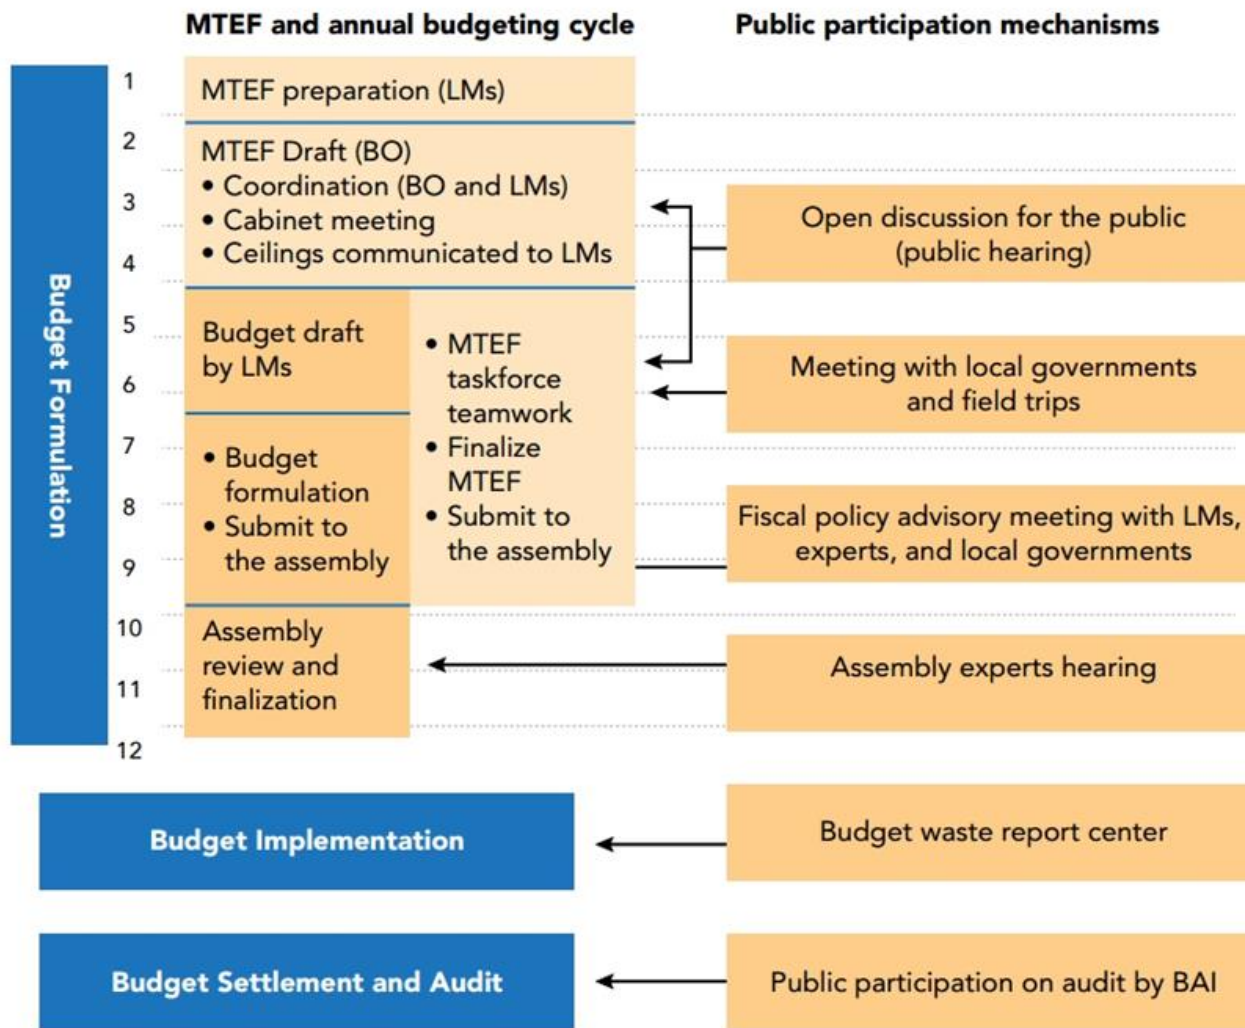 MTEF and annual budgeting cycle
Public participation mechanisms
Budget Formulation
1
2
3
4
5
6
7
8
9
10
11
12
MTEF preparation (LMs)
MTEF Draft (BO)
• Coordination (BO and LMs)
• Cabinet meeting
• Ceilings communicated to LMs
Budget draft
by LMs
• Budget
formulation
• Submit to
the assembly
• MTEF
taskforce
teamwork
• Finalize
MTEF
• Submit to
the assembly
Assembly
review and
finalization
Open discussion for the public
(public hearing)
Meeting with local governments
and field trips
Fiscal policy advisory meeting with LMs,
experts, and local governments
Assembly experts hearing
Budget Implementation
Budget waste report center
Budget Settlement and Audit
Public participation on audit by BAI